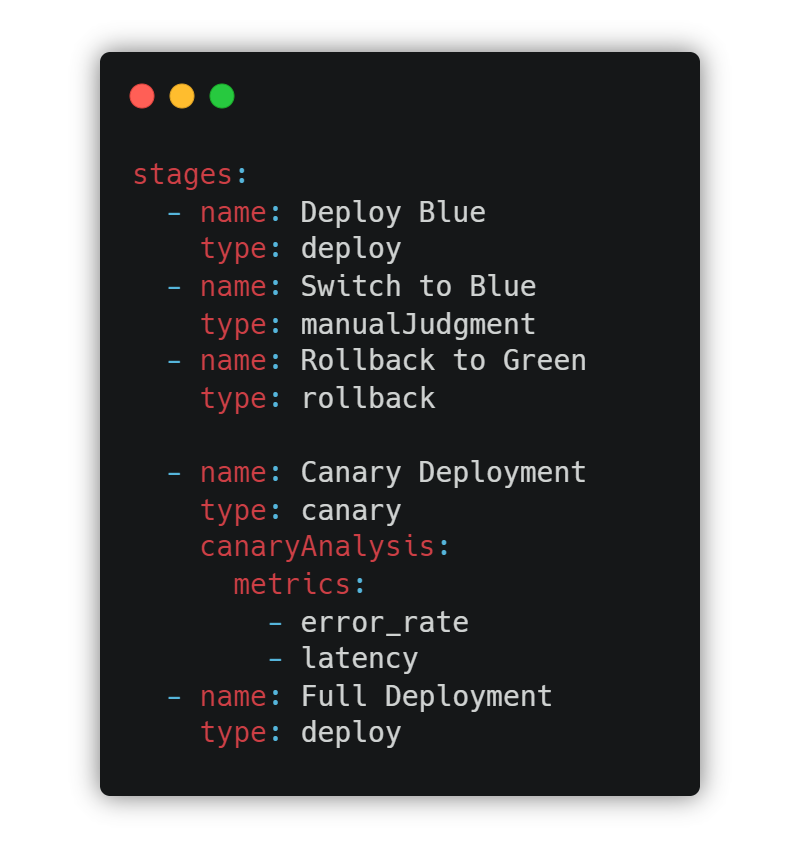 stages:
  - name: Deploy Blue
    type: deploy
  - name: Switch to Blue
    type: manualJudgment
  - name: Rollback to Green
    type: rollback

  - name: Canary Deployment
    type: canary
    canaryAnalysis:
      metrics:
        - error_rate
        - latency
  - name: Full Deployment
    type: deploy